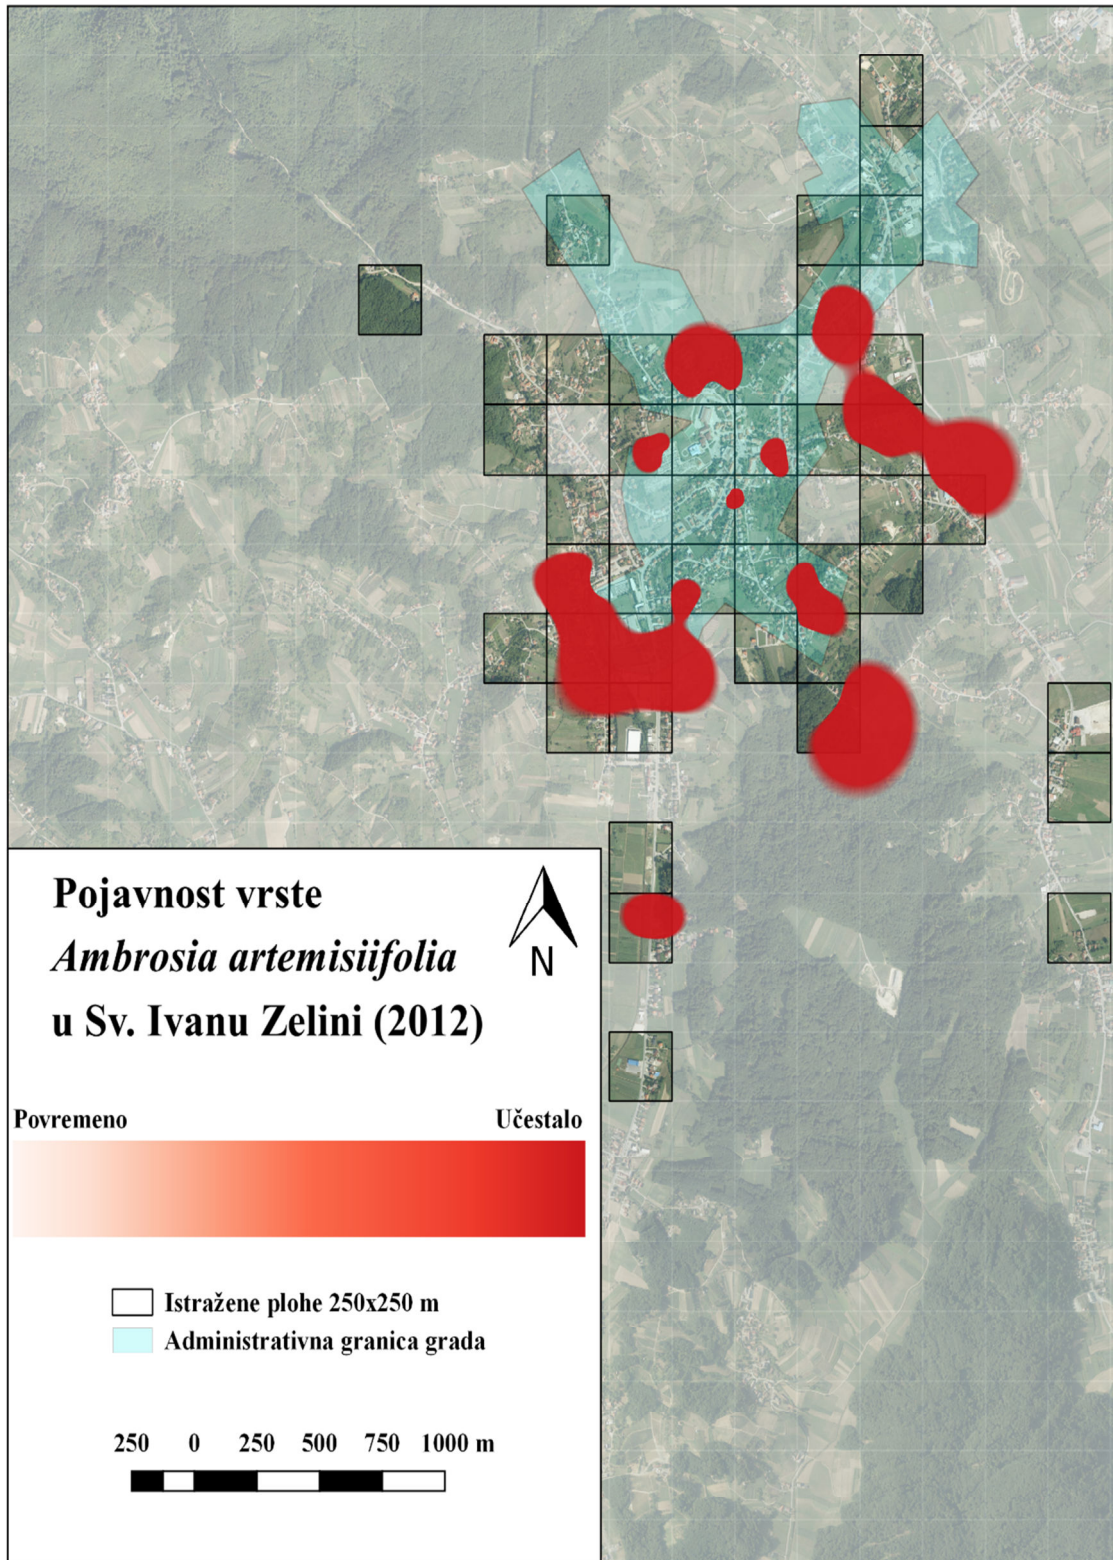 Pojavnost vrste
Ambrosia artemisiifolia
u Sv. Ivanu Zelini (2012)
N
Povremeno Učestalo
Istražene plohe 250x250 m
Administrativna granica grada
250 0 250 500 750 1000 m